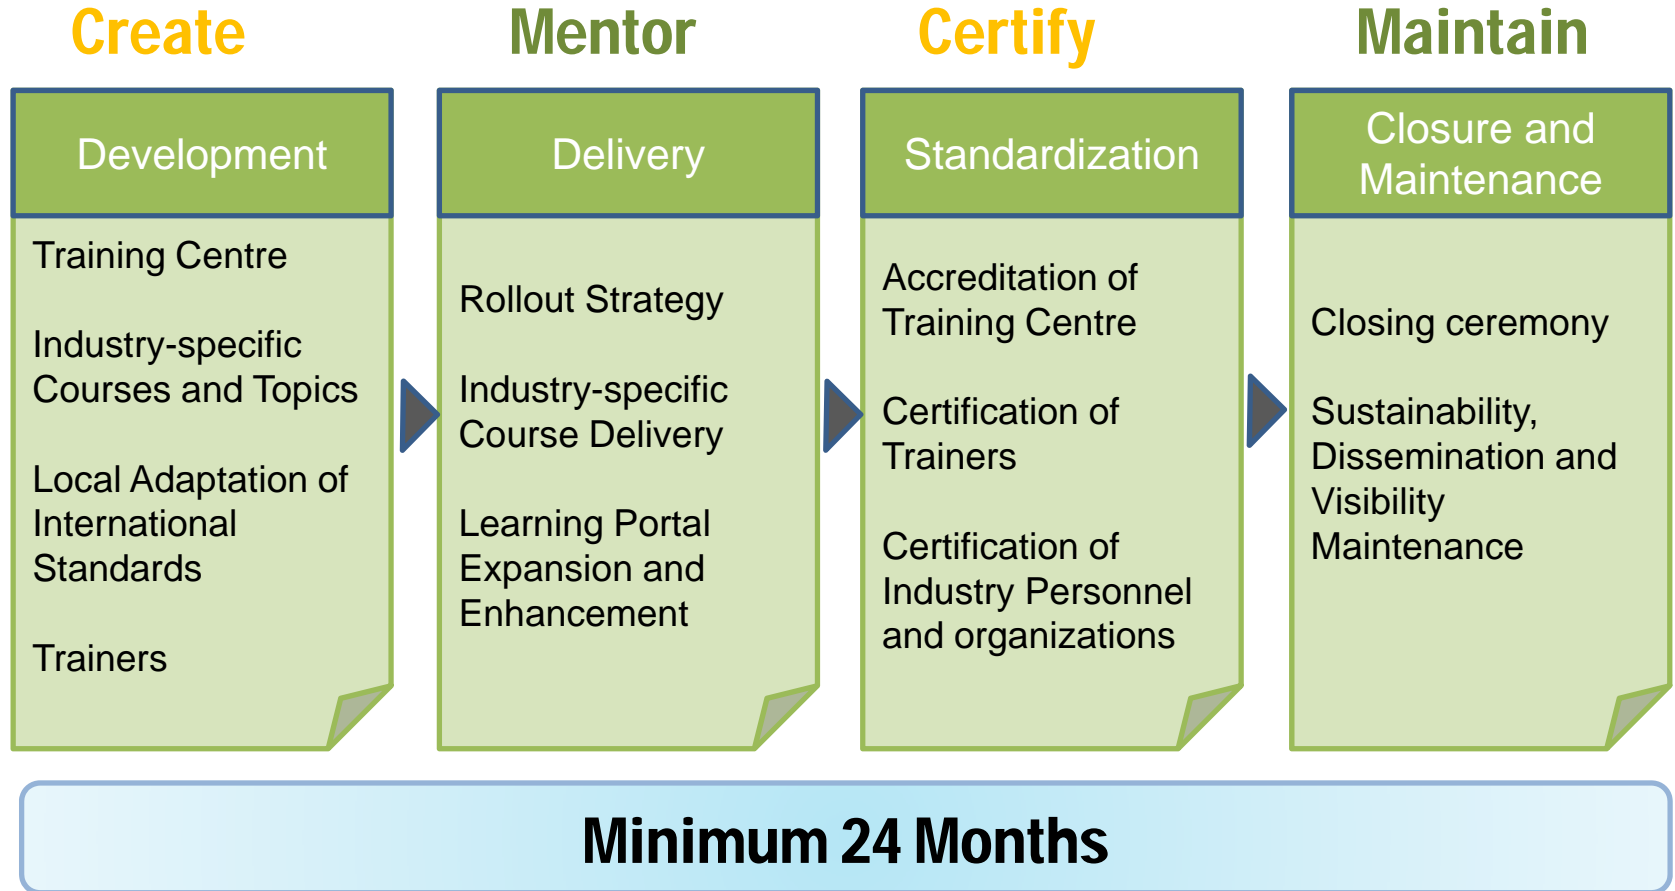 Create
Mentor
Certify
Maintain
Development
Delivery
Standardization
Closure and
Maintenance
Training Centre
Industry-specific
Courses and Topics
Local Adaptation of
International
Standards
Trainers
Rollout Strategy
Industry-specific
Course Delivery
Learning Portal
Expansion and
Enhancement
Accreditation of
Training Centre
Certification of
Trainers
Certification of
Industry Personnel
and organizations
Closing ceremony
Sustainability,
Dissemination and
Visibility
Maintenance
Minimum 24 Months